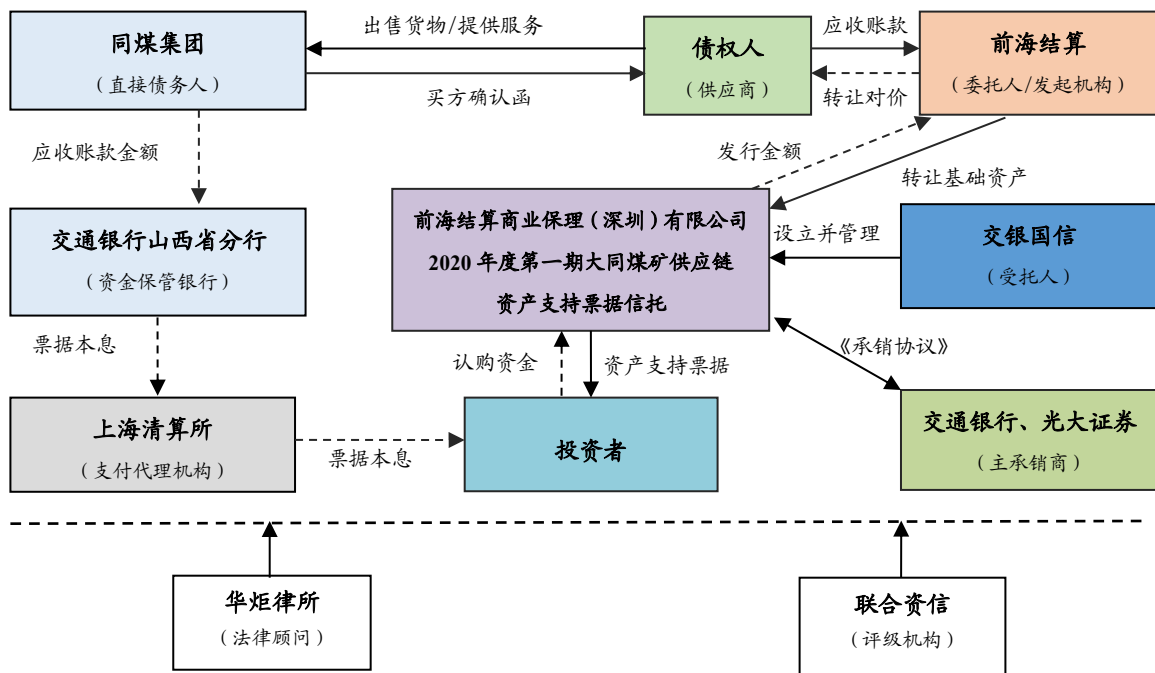 同煤集团
（直接债务人）
出售货物/提供服务
买方确认函
债权人
（供应商）
应收账款
转让对价
前海结算
（委托人/发起机构）
应收账款金额
发行金额
转让基础资产
交通银行山西省分行
（资金保管银行）
前海结算商业保理（深圳）有限公司
2020 年度第一期大同煤矿供应链
资产支持票据信托
设立并管理
交银国信
（受托人）
票据本息
认购资金
资产支持票据
《承销协议》
上海清算所
（支付代理机构）
票据本息
投资者
交通银行、光大证券
（主承销商）
华炬律所
（法律顾问）
联合资信
（评级机构）